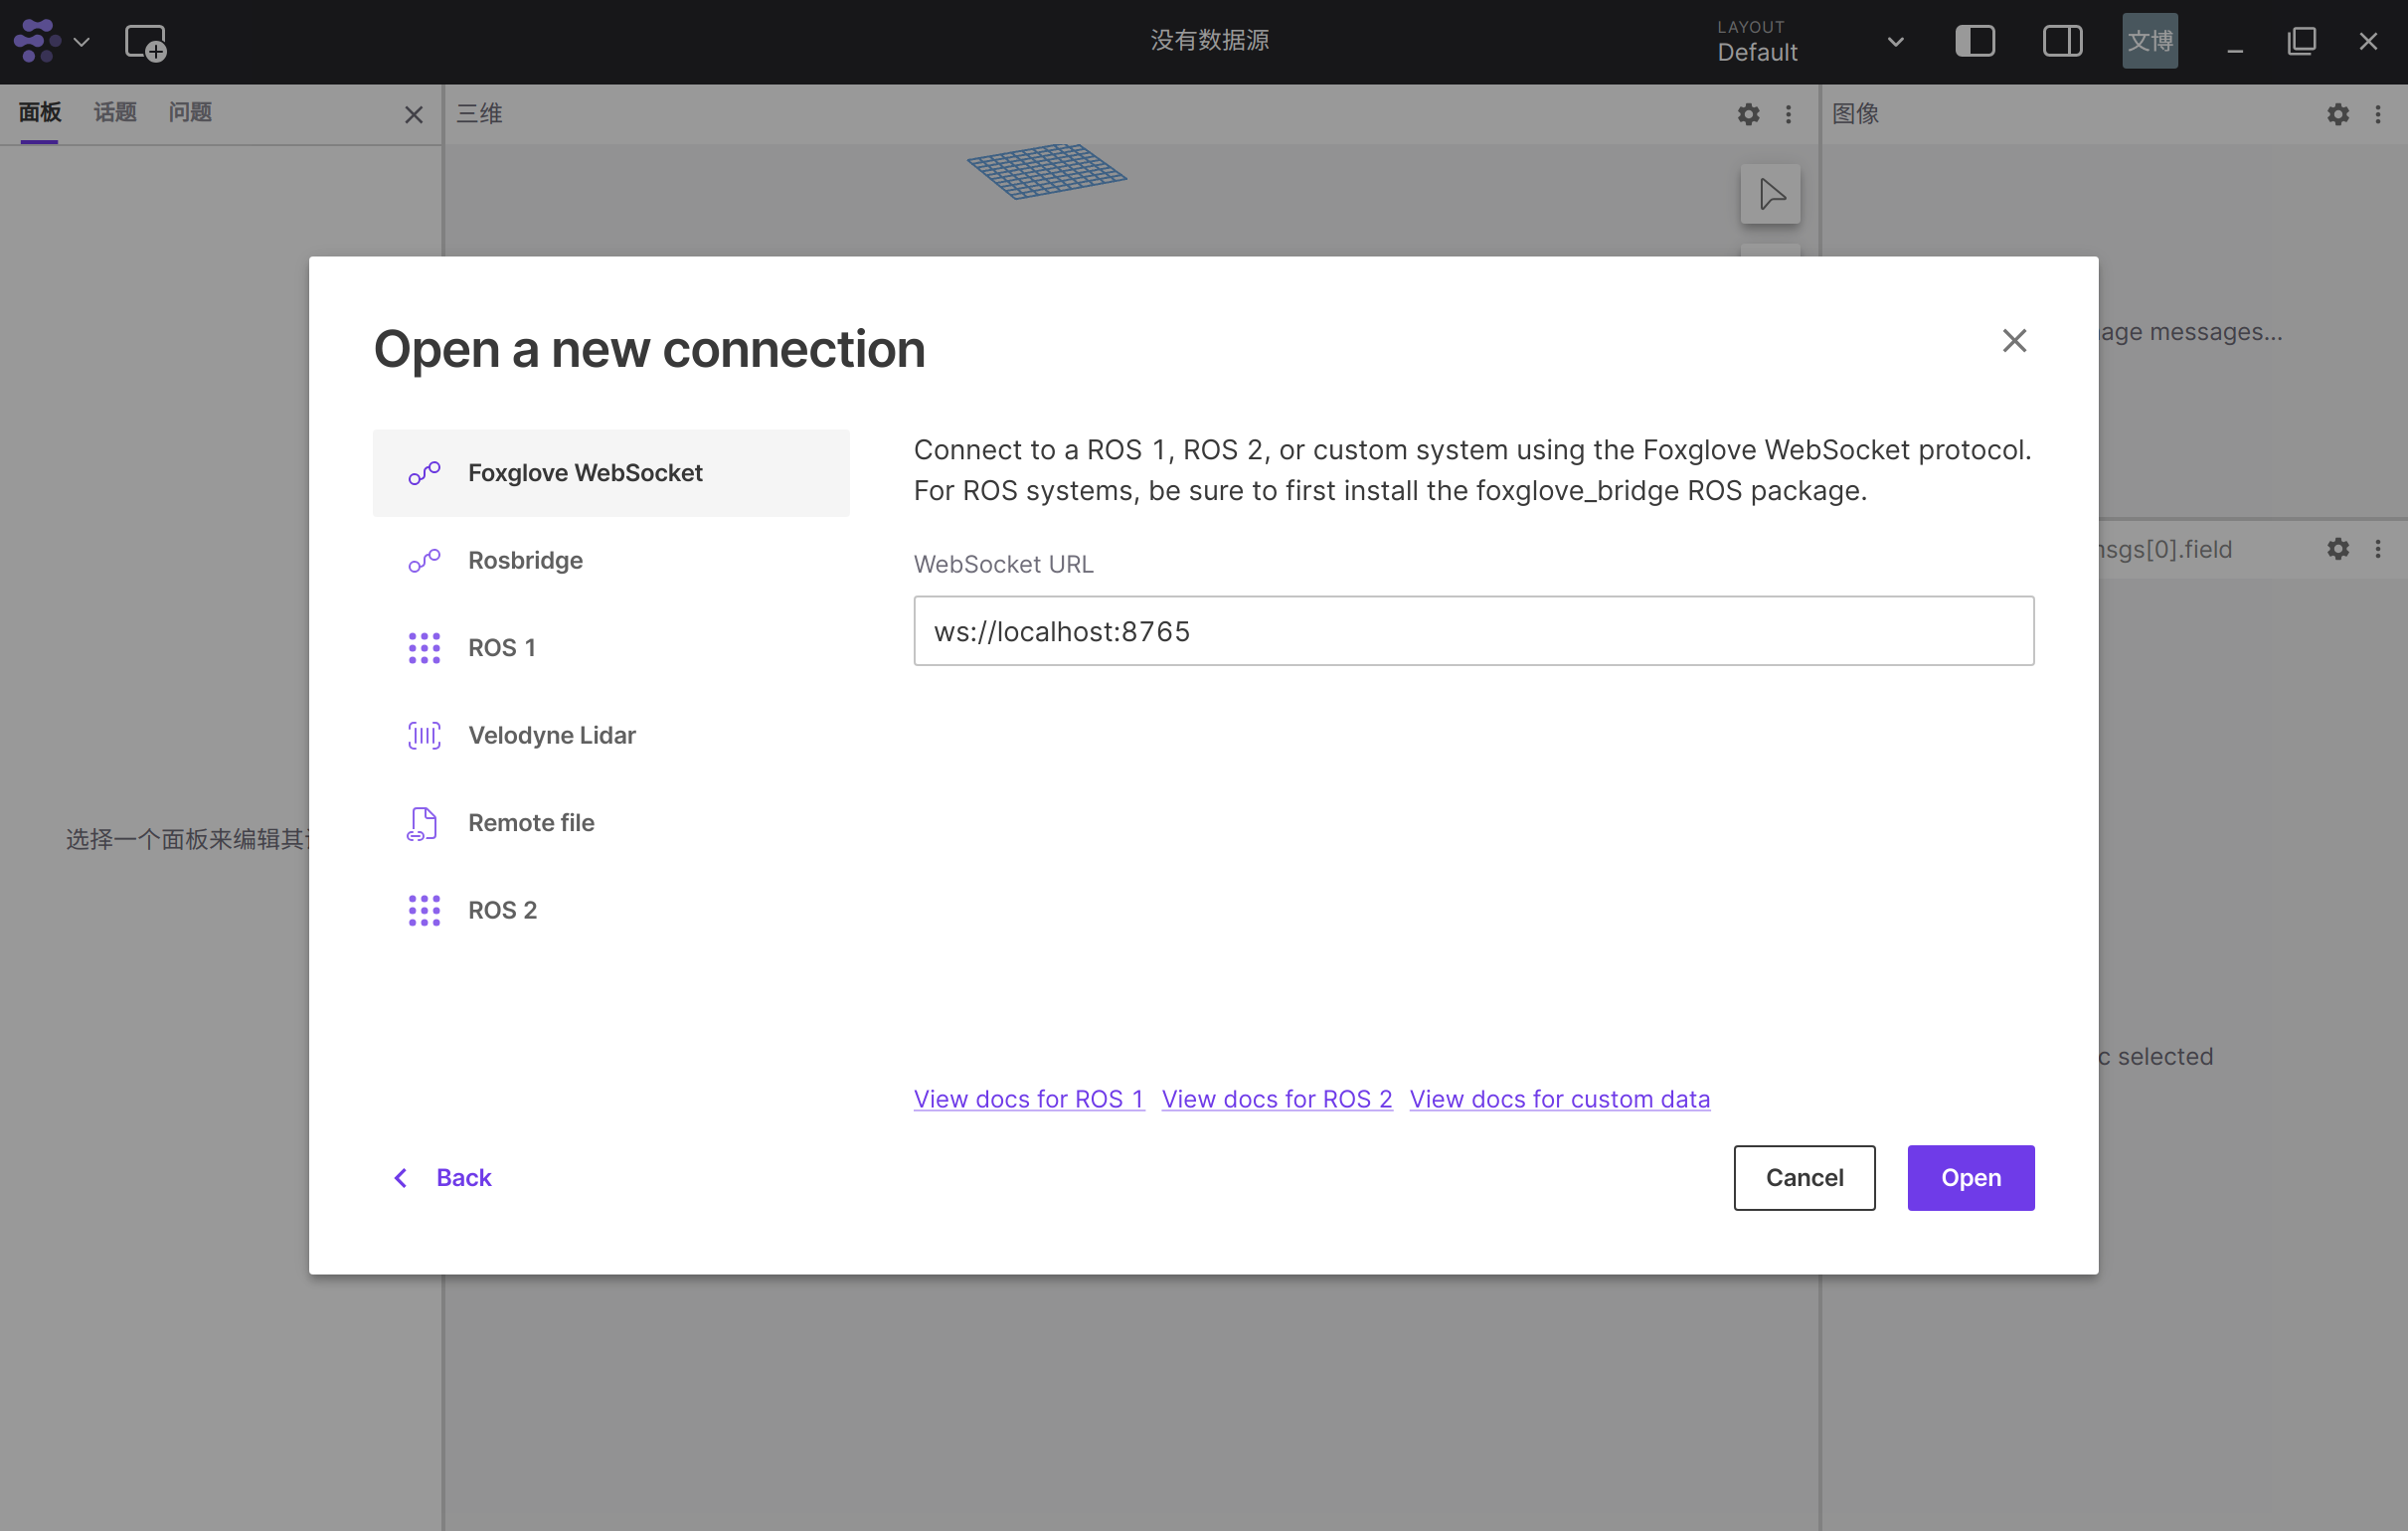 没有数据源
LAYOUT
Default
文博
面板 话题 问题
三维
图像
age messages...
msgs[0].field
选择一个面板来编辑其
c selected
Open a new connection
Foxglove WebSocket
Rosbridge
ROS 1
Velodyne Lidar
Remote file
ROS 2
Connect to a ROS 1, ROS 2, or custom system using the Foxglove WebSocket protocol.
For ROS systems, be sure to first install the foxglove_bridge ROS package.
WebSocket URL
ws://localhost:8765
View docs for ROS 1 View docs for ROS 2 View docs for custom data
Back
Cancel
Open